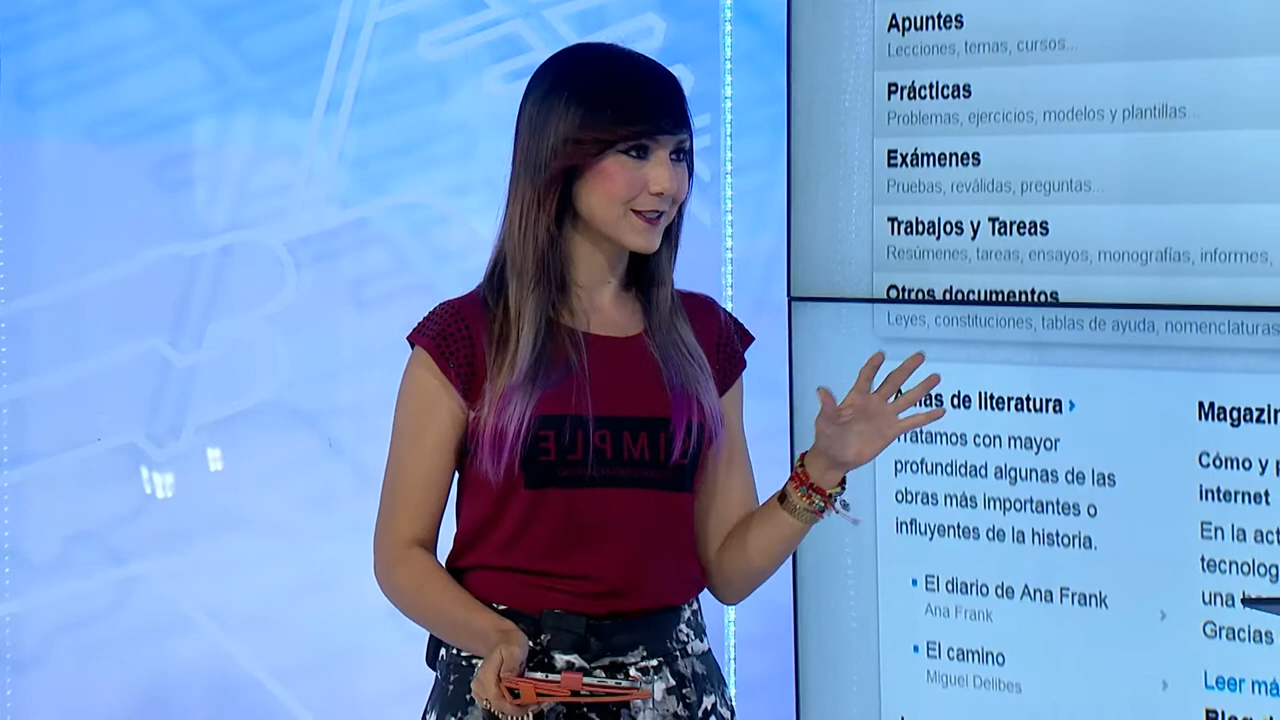 Apuntes
Lecciones, temas, cursos...
Prácticas
Problemas, ejercicios, modelos y plantillas...
Exámenes
Pruebas, reválidas, preguntas...
Trabajos y Tareas
Resúmenes, tareas, ensayos, monografías, informes,
Otros documentos
Leyes, constituciones, tablas de ayuda, nomenclaturas
de literatura ›
Tratamos con mayor
profundidad algunas de las
obras más importantes o
influyentes de la historia.
El diario de Ana Frank
Ana Frank
El camino
Miguel Delibes
Magazin
Cómo y
internet
En la act
tecnolog
una
Gracias
Leer má
Blog
SIMPLE